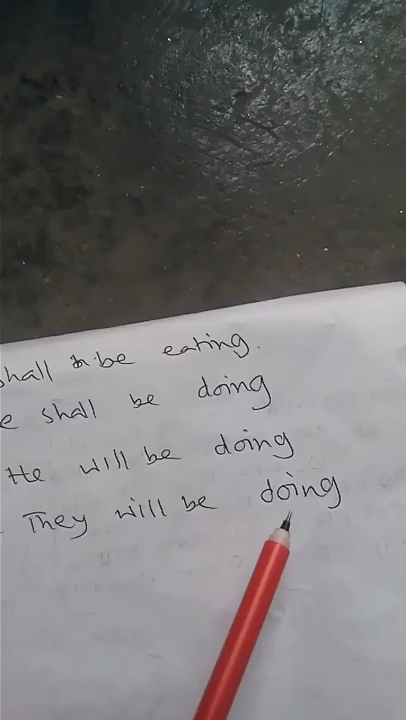 shall be eating.
shall be doing
He will be doing
They will be doing